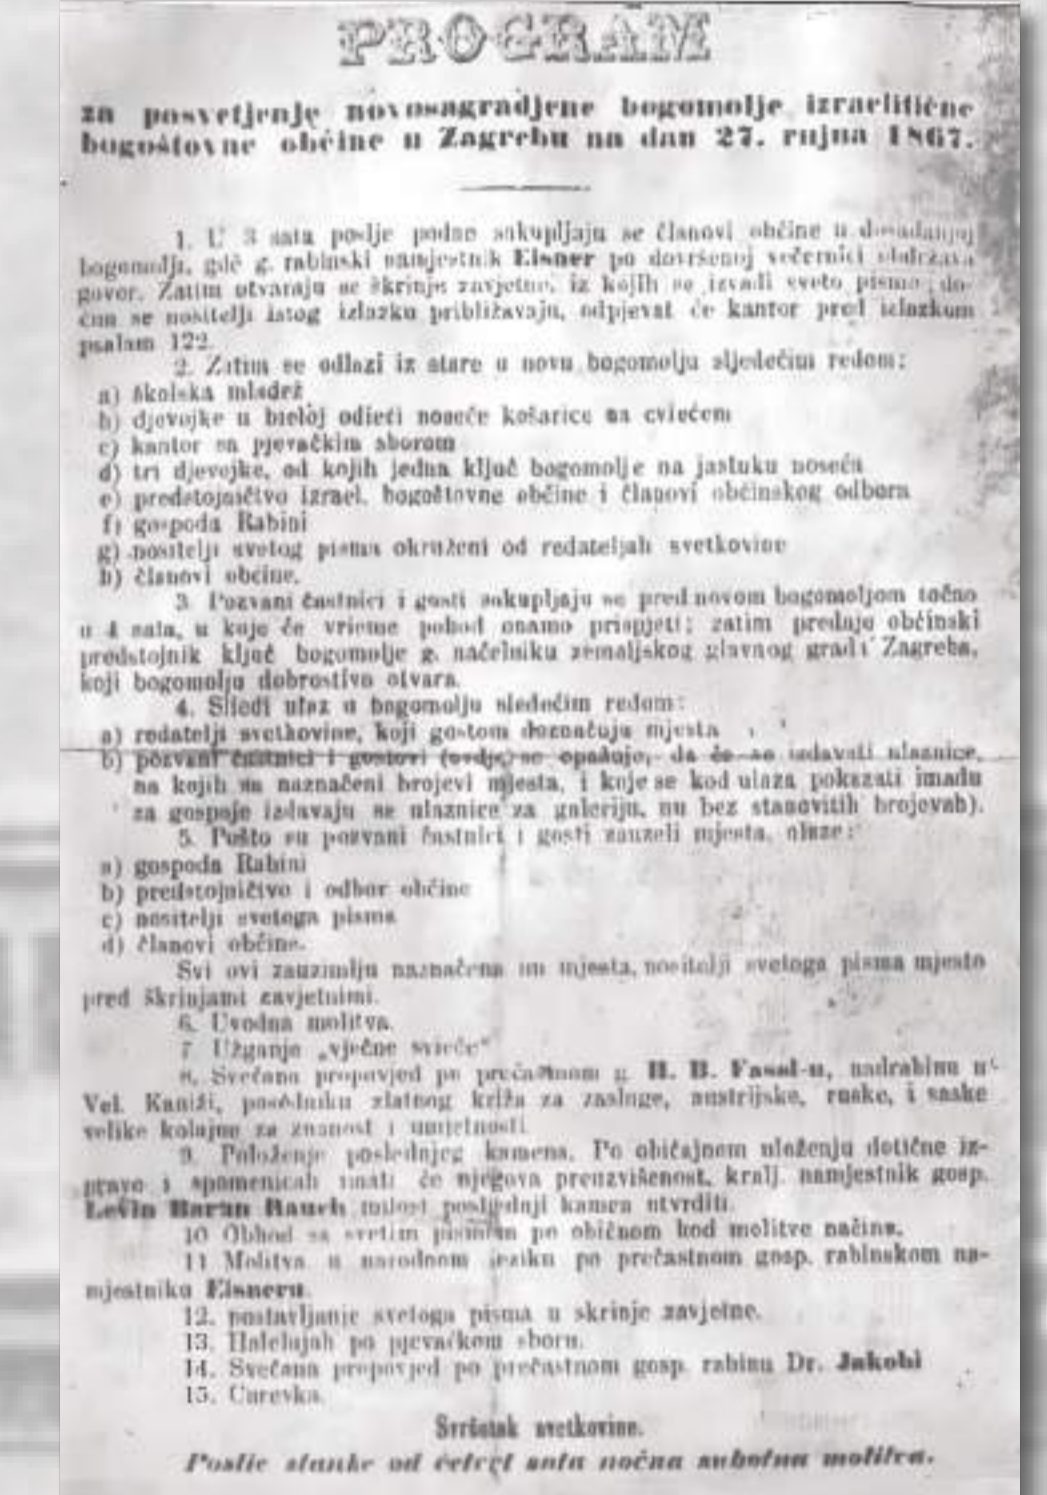 PROGRAM
za posvetjenje novosagradjene bogomolje izraelitične
bogoštovne občine u Zagrebu na dan 27. rujna 1867.
1. U 3 sata poslje podne sakupljaju se članovi občine u dosadanjoj
bogomolji, gdě g. rabinski namjestnik Elsner po dovršenoj večernici obdržava
govor. Zatim otvaraju se škrinje zavjetne, iz kojih se izvadi sveto pismo; do-
čim se nositelji istog izlazku približavaju, odpjevat će kantor pred izlazkom
psalam 122.
2. Zatim se odlazi iz stare u novu bogomolju sljedećim redom:
a) školska mladež
b) djevojke u bieloj odieći noseće košarice sa cviećem
c) kantor sa pjevačkim sborom
d) tri djevojke, od kojih jedna ključ bogomolje na jastuku noseća
e) predstojničtvo izrael. bogoštovne občine i članovi občinskog odbora
f) gospoda Rabini
g) nositelji svetog pisma okruženi od redateljah svetkovine
h) članovi obcine.
3. Pozvani častnici i gosti sakupljaju se pred novom bogomoljom točno
u 4 sata, u koje će vrieme pohod onamo prispjeti; zatim predaje občinski
predstojnik ključ bogomolje g. načelniku zemaljskog glavnog grada Zagreba,
koji bogomolju dobrostivo otvara.
4. Sliedi ulaz u bogomolju sledećim redom:
a) redatelji svetkovine, koji gostom doznačuju mjesta
b) pozvani častnici i gostovi (ovdje se opazuje, da će se izdavati ulaznice,
na kojih su naznačeni brojevi mjesta, i koje se kod ulaza pokazati imadu
za gospoje izdavaju se ulaznice za galeriju, nu bez stanovitih brojevah).
5. Pošto su pozvani častnici i gosti zauzeli mjesta, ulaze:
a) gospoda Rabini
b) predstojničtvo i odbor občine
c) nositelji svetoga pisma
d) članovi občine.
Svi ovi zauzimlju naznačena im mjesta, nositelji svetoga pisma mjesto
pred škrinjami zavjetnimi.
6. Uvodna molitva.
7. Užganje „vječne svieće“
8. Svečana propovjed po prečastnom g. H. B. Fasal-u, nadrabinu u
Vel. Kaniži, posědniku zlatnog križa za zasluge, austrijske, ruske, i saske
velike kolajne za znanost i umjetnosti.
9. Položenje poslednjeg kamena. Po običajnom uloženju dotične iz-
prave i spomenicah imati će njegova preuzvišenost, kralj. namjestnik gosp.
Levin Baran Rauch milost posljednji kamen utvrditi.
10 Obhod sa svetim pismom po običnom kod molitve načinu.
11 Molitva u narodnom jeziku po prečastnom gosp. rabinskom na-
mjestniku Elsneru.
12. postavljanje svetoga pisma u skrinje zavjetne.
13. Halelujah po pjevačkom sboru.
14. Svečana propovjed po prečastnom gosp. rabinu Dr. Jakobi
15. Carevka.
Svršetak svetkovine.
Poslie stanke od četvrt sata noćna subotna molitva.